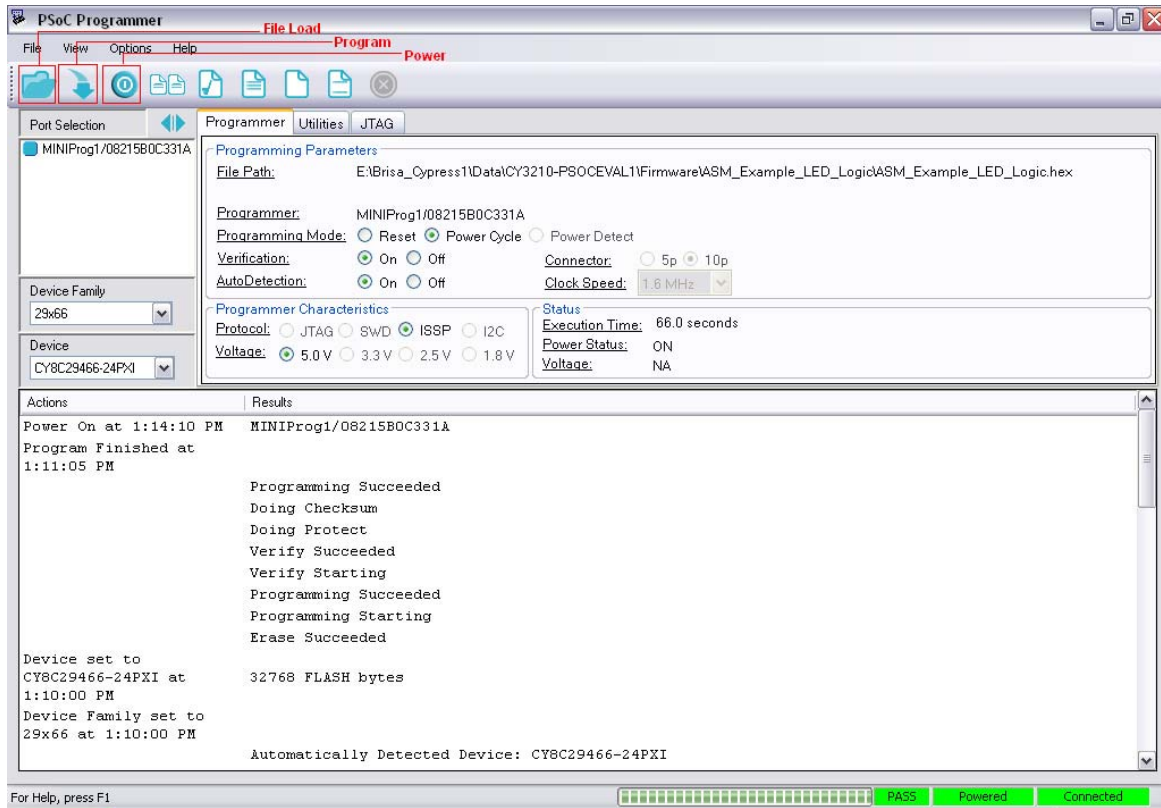 PSoC Programmer
File Load
Program
Power
File View Options Help
Port Selection
MINIProg1/08215B0C331A
Programmer Utilities JTAG
Programming Parameters
File Path: E:\Brisa_Cypress1\Data\CY3210-PSOCEVAL1\Firmware\ASM_Example_LED_Logic\ASM_Example_LED_Logic.hex
Programmer: MINIProg1/08215B0C331A
Programming Mode: Reset Power Cycle Power Detect
Verification: On Off Connector: 5p 10p
AutoDetection: On Off Clock Speed: 1.6 MHz
Device Family
29x66
Device
CY8C29466-24PXI
Programmer Characteristics
Protocol: JTAG SWD ISSP I2C
Voltage: 5.0 V 3.3 V 2.5 V 1.8 V
Status
Execution Time: 66.0 seconds
Power Status: ON
Voltage: NA
Actions Results
Power On at 1:14:10 PM MINIProg1/08215B0C331A
Program Finished at
1:11:05 PM
Programming Succeeded
Doing Checksum
Doing Protect
Verify Succeeded
Verify Starting
Programming Succeeded
Programming Starting
Erase Succeeded
Device set to
CY8C29466-24PXI at 32768 FLASH bytes
1:10:00 PM
Device Family set to
29x66 at 1:10:00 PM
Automatically Detected Device: CY8C29466-24PXI
For Help, press F1 PASS Powered Connected